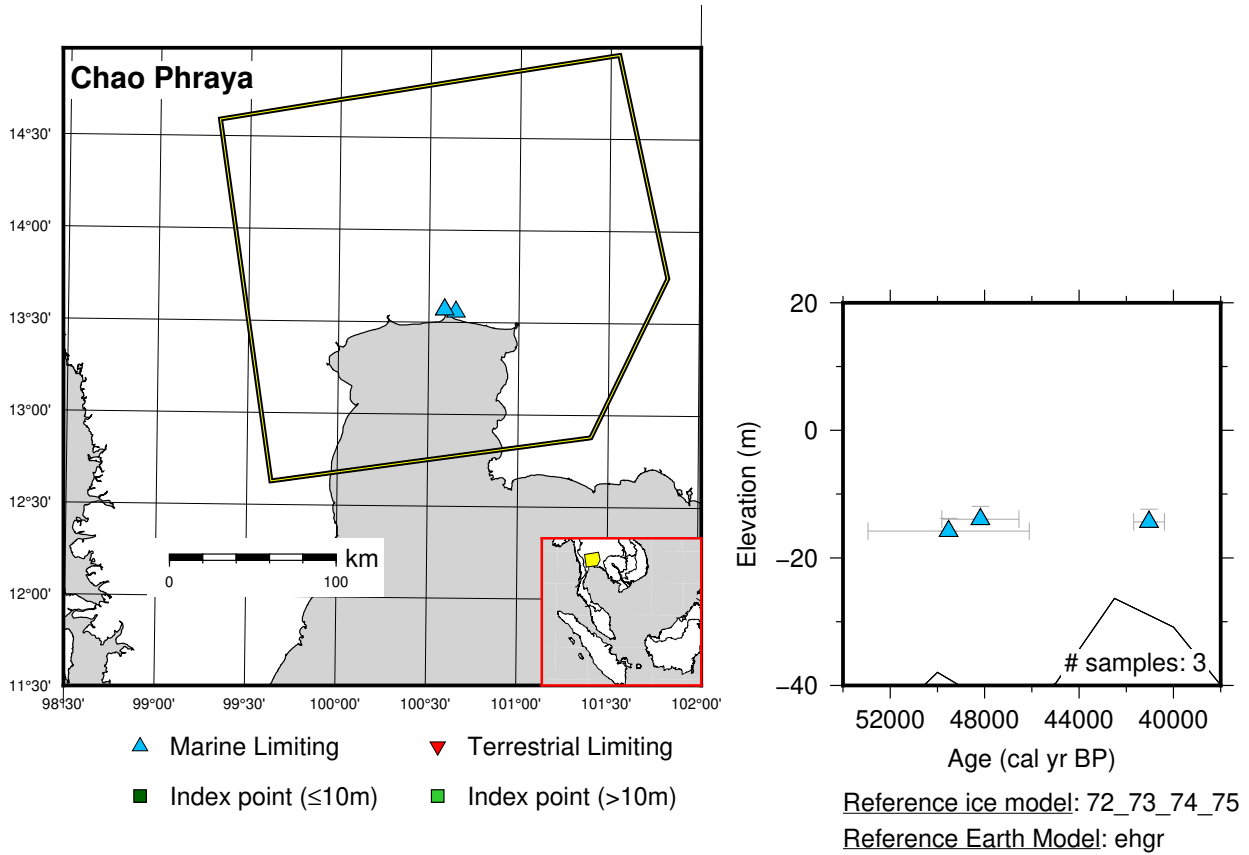 Chao Phraya
14°30'
14°00'
13°30'
13°00'
12°30'
12°00'
11°30'
98°30'
99°00'
99°30'
100°00'
100°30'
101°00'
101°30'
102°00'
km
0
100
Marine Limiting
Terrestrial Limiting
Index point (≤10m)
Index point (>10m)
20
0
−20
−40
Elevation (m)
# samples: 3
52000
48000
44000
40000
Age (cal yr BP)
Reference ice model: 72_73_74_75
Reference Earth Model: ehgr